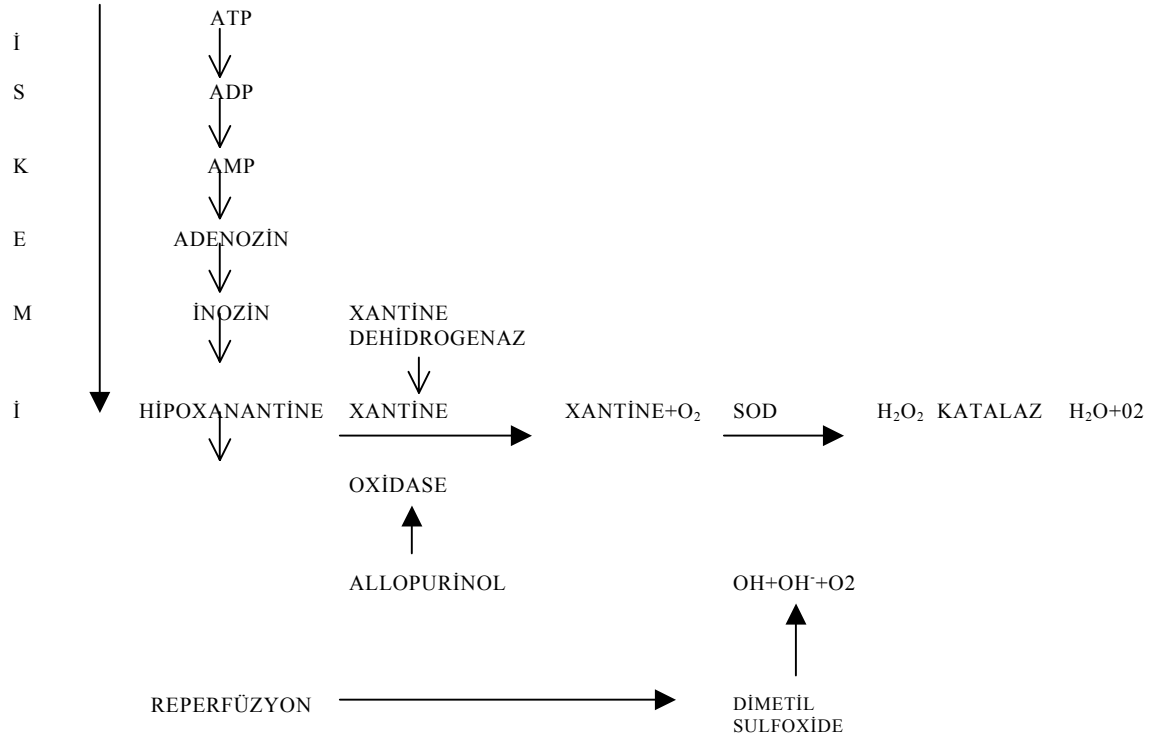 ATP
İ
S ADP
K AMP
E ADENOZİN
M İNOZİN XANTİNE
DEHİDROGENAZ
İ HİPOXANANTİNE XANTİNE XANTİNE+O₂ SOD H₂O₂ KATALAZ H₂O+02
OXİDASE
ALLOPURİNOL OH+OH⁻+O2
REPERFÜZYON DİMETİL
SULFOXİDE